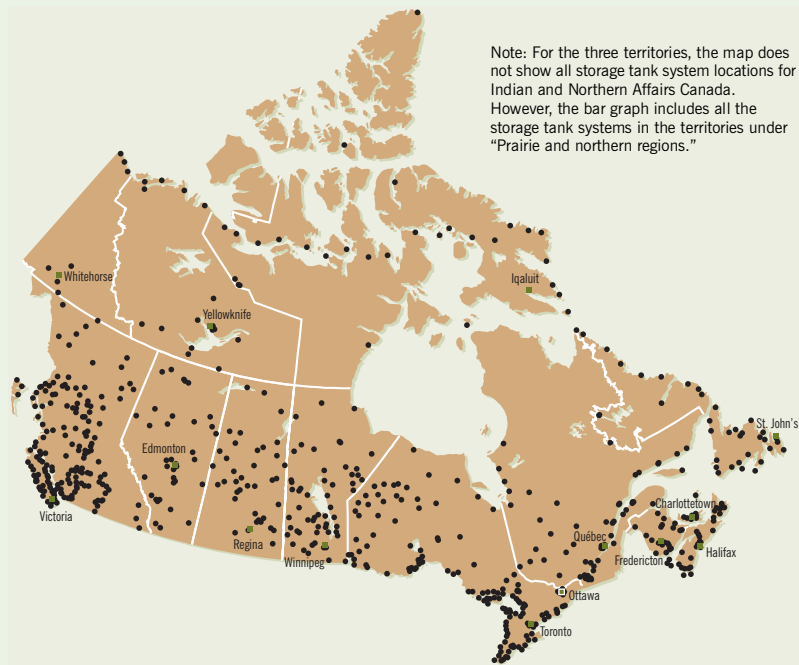 Note: For the three territories, the map does
not show all storage tank system locations for
Indian and Northern Affairs Canada.
However, the bar graph includes all the
storage tank systems in the territories under
“Prairie and northern regions.”
Whitehorse
Iqaluit
Yellowknife
St. John's
Edmonton
Charlottetown
Victoria
Regina
Québec
Winnipeg
Fredericton
Halifax
Ottawa
Toronto